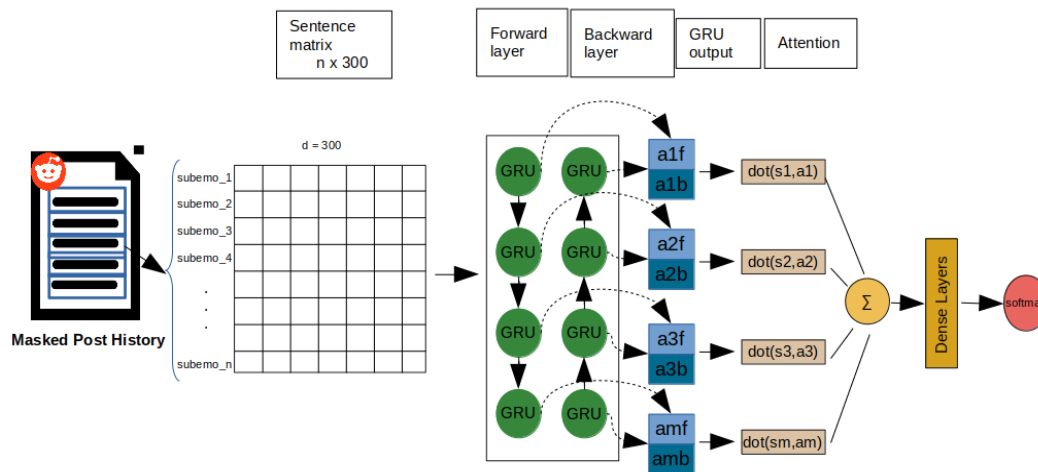 Sentence
matrix
n x 300
Forward
layer
Backward
layer
GRU
output
Attention
d = 300
subemo_1
subemo_2
subemo_3
subemo_4
.
.
.
subemo_n
Masked Post History
GRU
GRU
GRU
GRU
GRU
GRU
GRU
GRU
a1f
a1b
a2f
a2b
a3f
a3b
amf
amb
dot(s1,a1)
dot(s2,a2)
dot(s3,a3)
dot(sm,am)
Σ
Dense Layers
softma